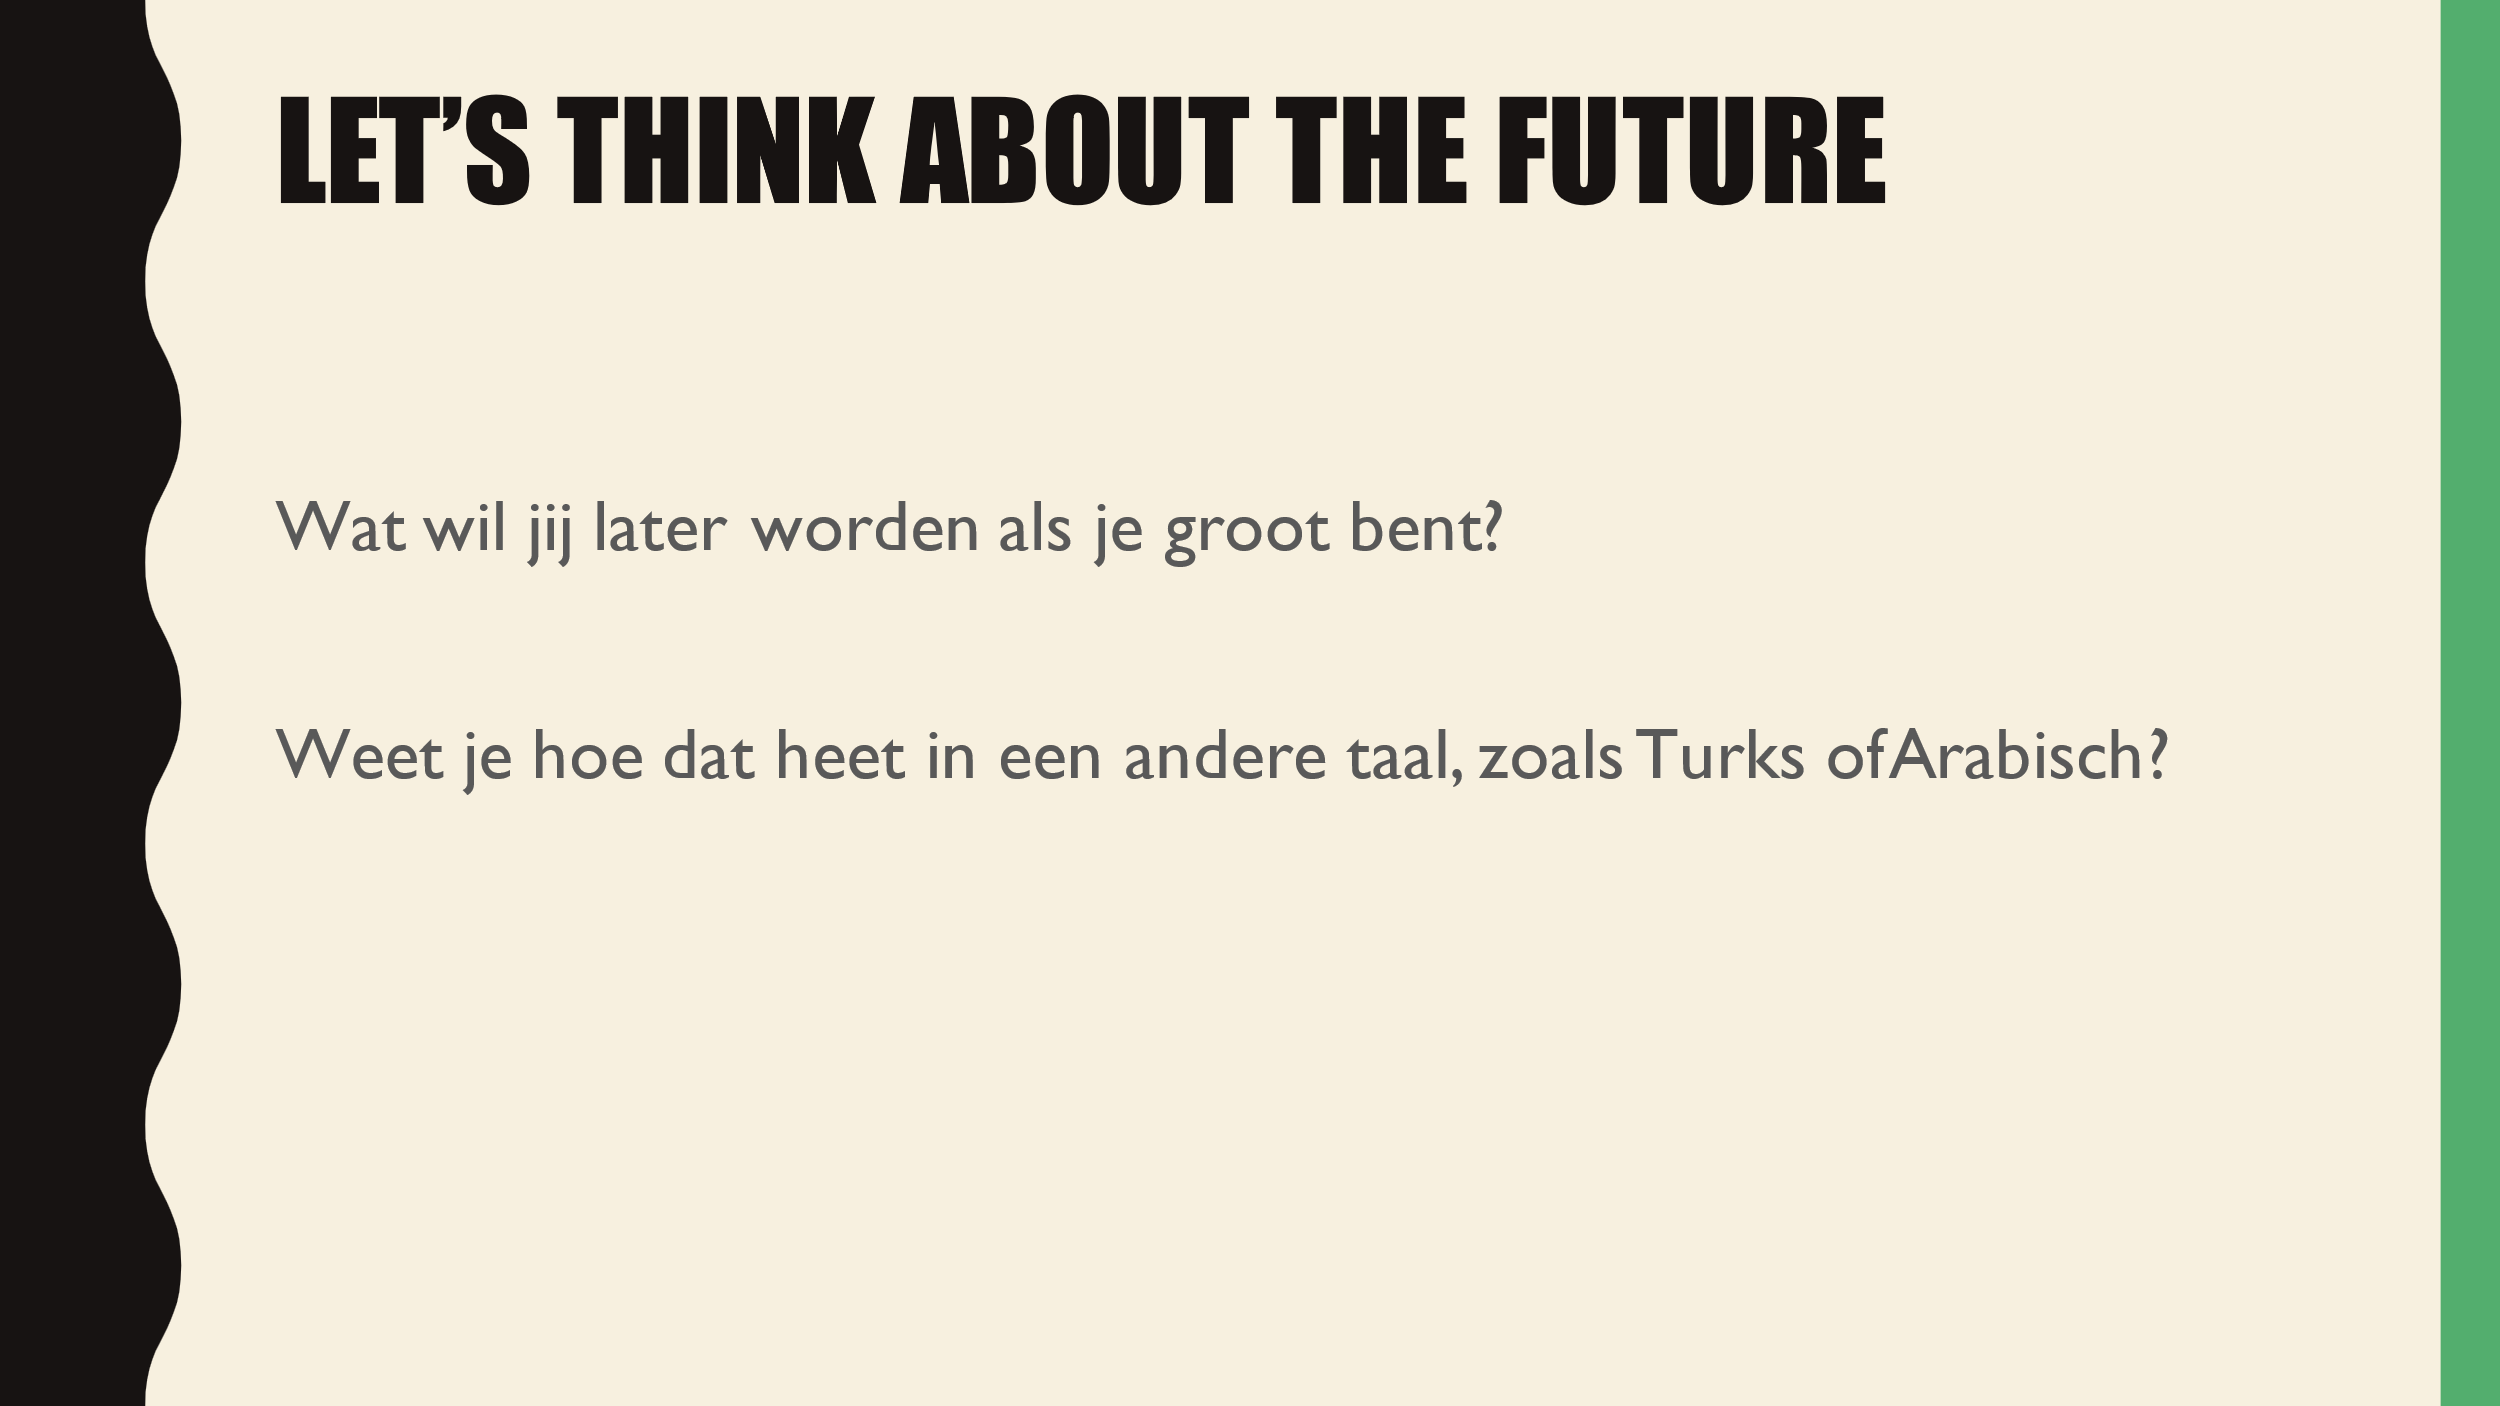 LET’S THINK ABOUT THE FUTURE
Wat wil jij later worden als je groot bent?
Weet je hoe dat heet in een andere taal, zoals Turks of Arabisch?